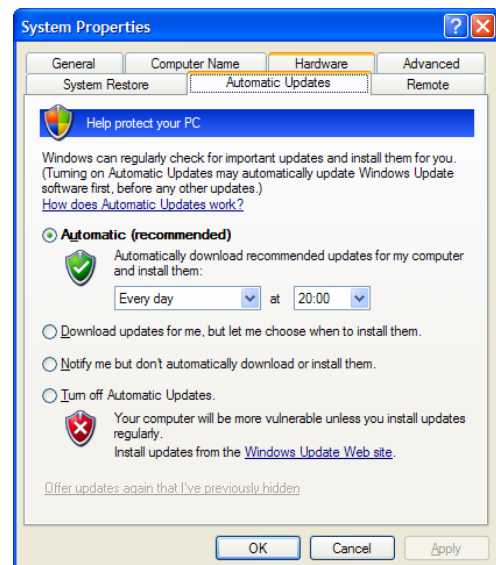 System Properties
General Computer Name Hardware Advanced
System Restore Automatic Updates Remote
Help protect your PC
Windows can regularly check for important updates and install them for you.
(Turning on Automatic Updates may automatically update Windows Update
software first, before any other updates.)
How does Automatic Updates work?
Automatic (recommended)
Automatically download recommended updates for my computer
and install them:
Every day at 20:00
Download updates for me, but let me choose when to install them.
Notify me but don't automatically download or install them.
Turn off Automatic Updates.
Your computer will be more vulnerable unless you install updates
regularly.
Install updates from the Windows Update Web site.
Offer updates again that I've previously hidden
OK Cancel Apply